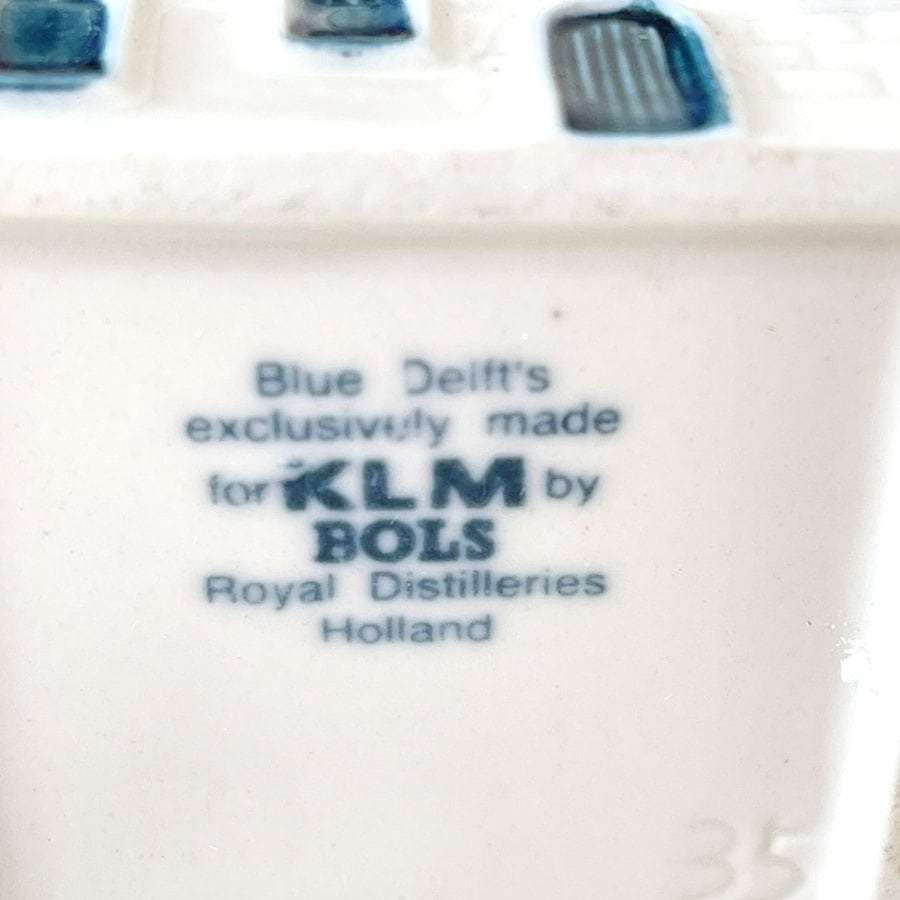 Blue Delft's
exclusively made
for KLM by
BOLS
Royal Distilleries
Holland
35